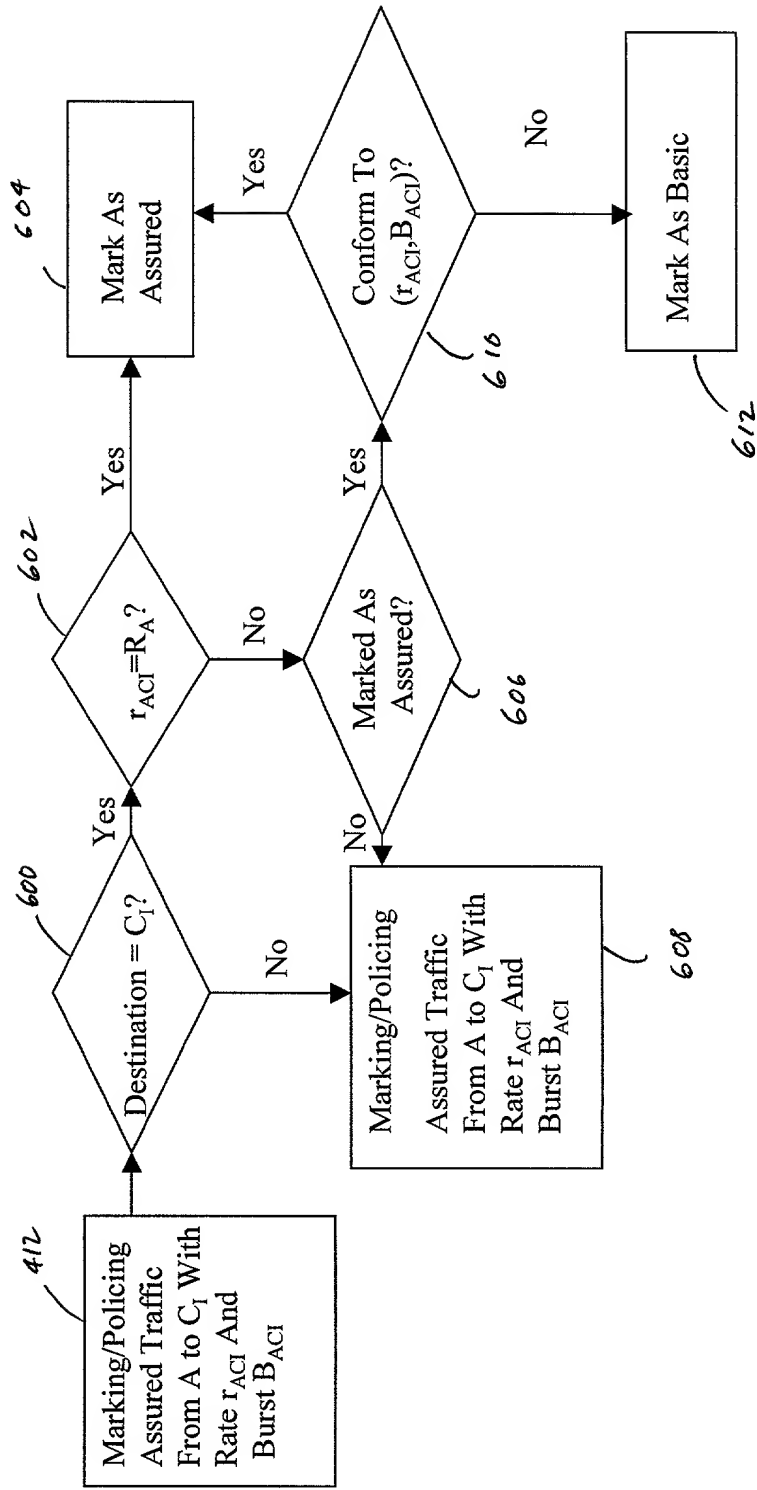 412
Marking/Policing
Assured Traffic
From A to C_I With
Rate r_ACI And
Burst B_ACI
600
Destination = C_I?
Yes
No
602
r_ACI=R_A?
Yes
No
604
Mark As
Assured
Marking/Policing
Assured Traffic
From A to C_I With
Rate r_ACI And
Burst B_ACI
608
No
Marked As
Assured?
606
Yes
Conform To
(r_ACI,B_ACI)?
610
Yes
No
Mark As Basic
612